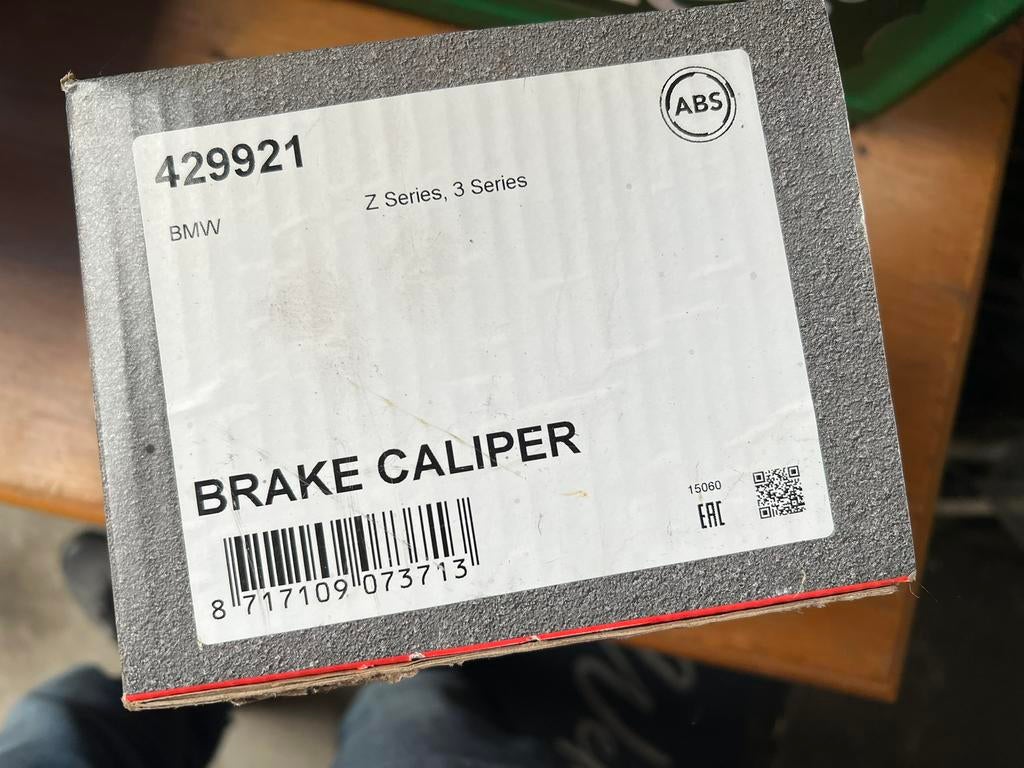 ABS
429921
BMW
Z Series, 3 Series
BRAKE CALIPER
15060
EAC
8 717109 073713